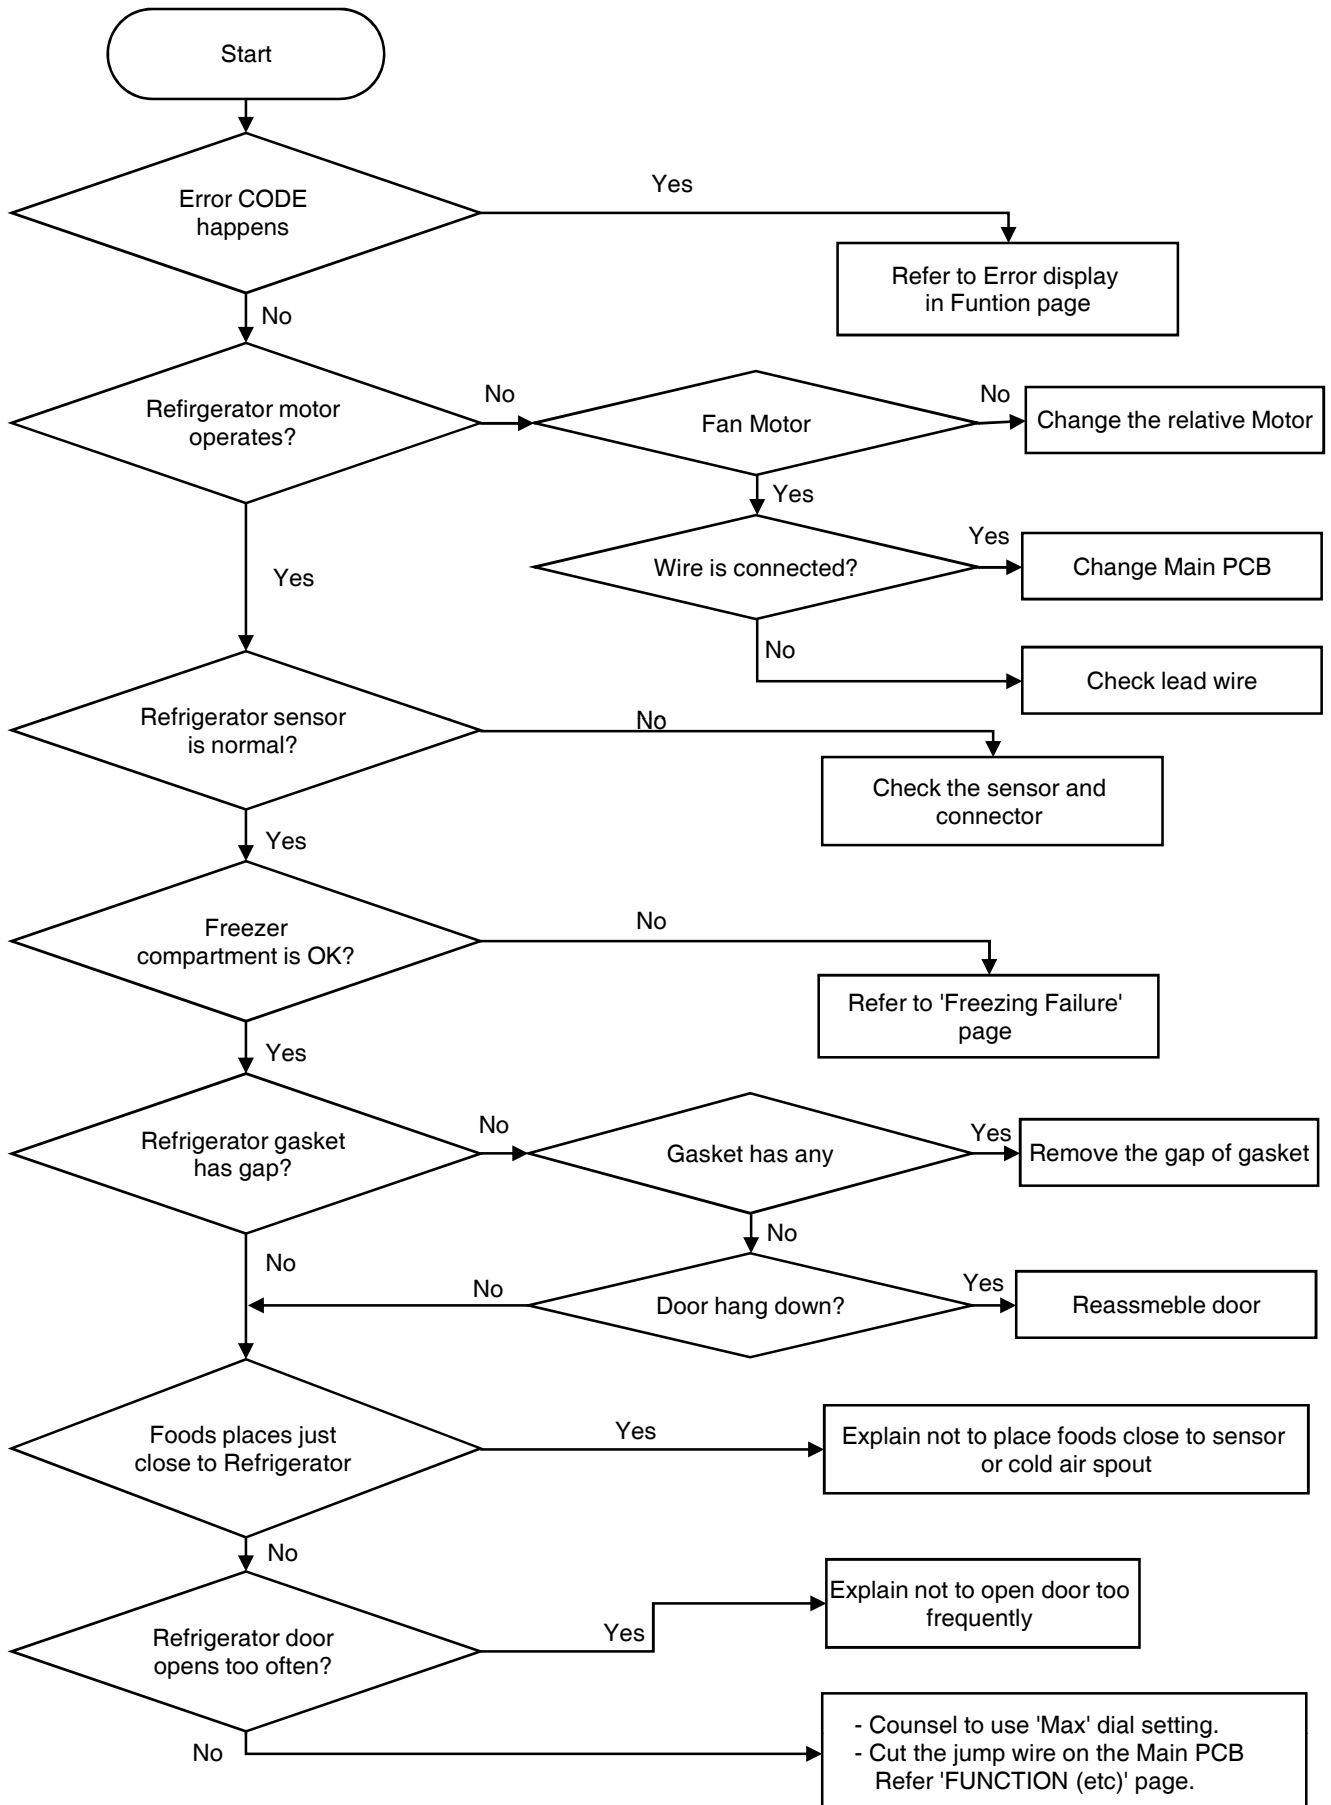 Start
Error CODE
happens
Yes
Refer to Error display
in Funtion page
No
Refirgerator motor
operates?
No
Fan Motor
No
Change the relative Motor
Yes
Wire is connected?
Yes
Change Main PCB
No
Check lead wire
Yes
Refrigerator sensor
is normal?
No
Check the sensor and
connector
Yes
Freezer
compartment is OK?
No
Refer to 'Freezing Failure'
page
Yes
Refrigerator gasket
has gap?
No
Gasket has any
Yes
Remove the gap of gasket
No
No
Door hang down?
Yes
Reassmeble door
No
Foods places just
close to Refrigerator
Yes
Explain not to place foods close to sensor
or cold air spout
No
Refrigerator door
opens too often?
Yes
Explain not to open door too
frequently
No
- Counsel to use 'Max' dial setting.
- Cut the jump wire on the Main PCB
Refer 'FUNCTION (etc)' page.